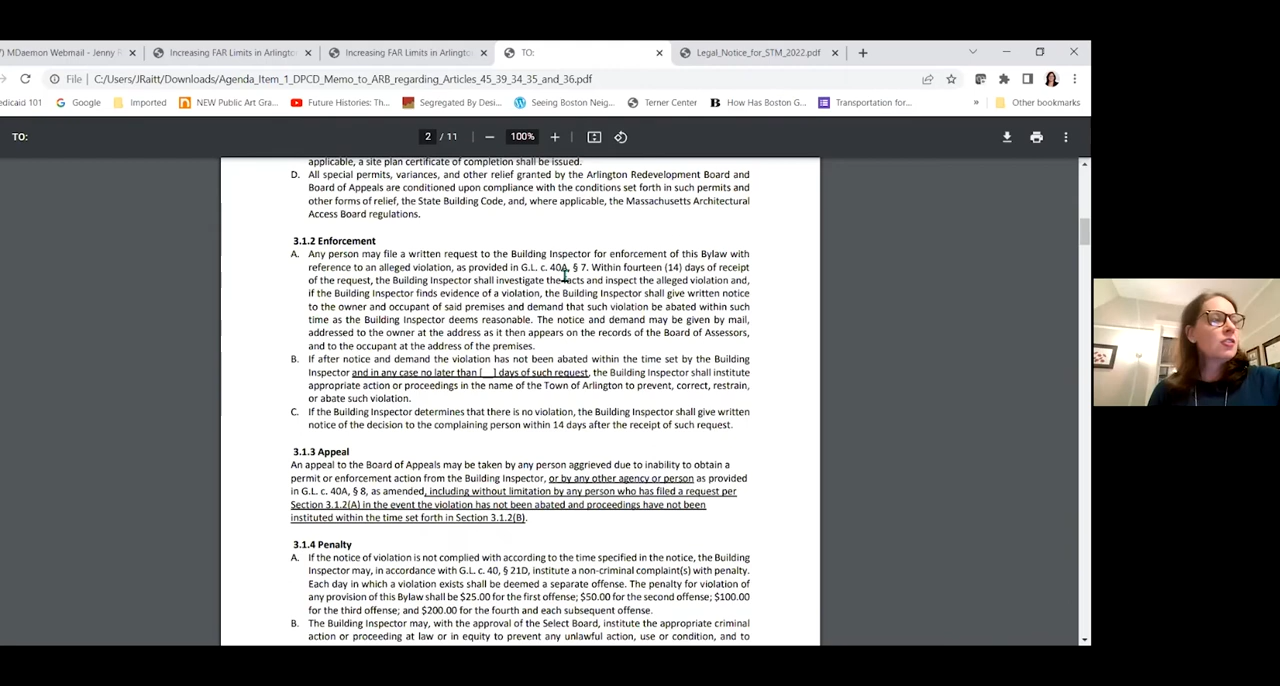 ) MDaemon Webmail - Jenny R
Increasing FAR Limits in Arlingto
Increasing FAR Limits in Arlingto
TO:
Legal_Notice_for_STM_2022.pdf
File | C:/Users/JRaitt/Downloads/Agenda_Item_1_DPCD_Memo_to_ARB_regarding_Articles_45_39_34_35_and_36.pdf
edicaid 101
Google
Imported
NEW Public Art Gra...
Future Histories: Th...
Segregated By Desi...
Seeing Boston Neig...
Terner Center
How Has Boston G...
Transportation for...
»
Other bookmarks
TO:
2 / 11
100%
applicable, a site plan certificate of completion shall be issued.
D. All special permits, variances, and other relief granted by the Arlington Redevelopment Board and
Board of Appeals are conditioned upon compliance with the conditions set forth in such permits and
other forms of relief, the State Building Code, and, where applicable, the Massachusetts Architectural
Access Board regulations.
3.1.2 Enforcement
A. Any person may file a written request to the Building Inspector for enforcement of this Bylaw with
reference to an alleged violation, as provided in G.L. c. 40A, § 7. Within fourteen (14) days of receipt
of the request, the Building Inspector shall investigate the facts and inspect the alleged violation and,
if the Building Inspector finds evidence of a violation, the Building Inspector shall give written notice
to the owner and occupant of said premises and demand that such violation be abated within such
time as the Building Inspector deems reasonable. The notice and demand may be given by mail,
addressed to the owner at the address as it then appears on the records of the Board of Assessors,
and to the occupant at the address of the premises.
B. If after notice and demand the violation has not been abated within the time set by the Building
Inspector and in any case no later than [__] days of such request, the Building Inspector shall institute
appropriate action or proceedings in the name of the Town of Arlington to prevent, correct, restrain,
or abate such violation.
C. If the Building Inspector determines that there is no violation, the Building Inspector shall give written
notice of the decision to the complaining person within 14 days after the receipt of such request.
3.1.3 Appeal
An appeal to the Board of Appeals may be taken by any person aggrieved due to inability to obtain a
permit or enforcement action from the Building Inspector, or by any other agency or person as provided
in G.L. c. 40A, § 8, as amended, including without limitation by any person who has filed a request per
Section 3.1.2(A) in the event the violation has not been abated and proceedings have not been
instituted within the time set forth in Section 3.1.2(B).
3.1.4 Penalty
A. If the notice of violation is not complied with according to the time specified in the notice, the Building
Inspector may, in accordance with G.L. c. 40, § 21D, institute a non-criminal complaint(s) with penalty.
Each day in which a violation exists shall be deemed a separate offense. The penalty for violation of
any provision of this Bylaw shall be $25.00 for the first offense; $50.00 for the second offense; $100.00
for the third offense; and $200.00 for the fourth and each subsequent offense.
B. The Building Inspector may, with the approval of the Select Board, institute the appropriate criminal
action or proceeding at law or in equity to prevent any unlawful action, use or condition, and to